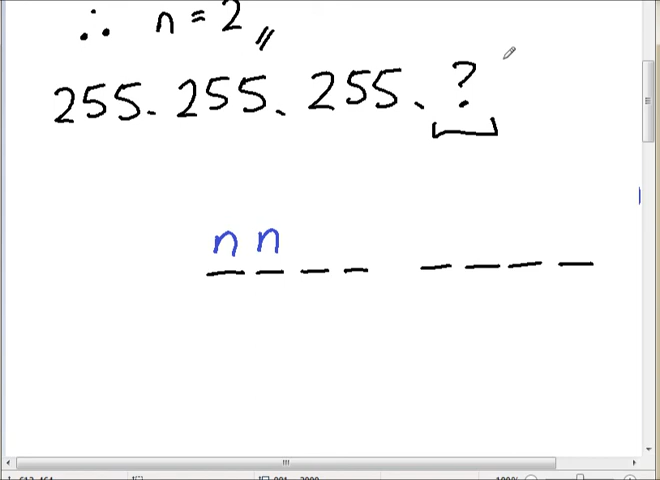 ∴ n = 2 //
255. 255. 255. ?
n n
_ _ _ _  _ _ _ _